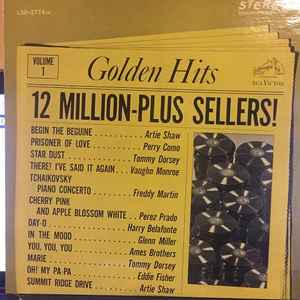 LSP-2774
STEREO
VOLUME
1
Golden Hits
RCA VICTOR
12 MILLION-PLUS SELLERS!
BEGIN THE BEGUINE . . . . . . . . . . Artie Shaw
PRISONER OF LOVE . . . . . . . . . Perry Como
STAR DUST . . . . . . . . . . . . Tommy Dorsey
THERE! I'VE SAID IT AGAIN . . Vaughn Monroe
TCHAIKOVSKY
PIANO CONCERTO . . . . . . . . Freddy Martin
CHERRY PINK
AND APPLE BLOSSOM WHITE . . Perez Prado
DAY-O . . . . . . . . . . . . . . . Harry Belafonte
IN THE MOOD . . . . . . . . . . . . Glenn Miller
YOU, YOU, YOU . . . . . . . . . Ames Brothers
MARIE . . . . . . . . . . . . . . . Tommy Dorsey
OH! MY PA-PA . . . . . . . . . . . Eddie Fisher
SUMMIT RIDGE DRIVE . . . . . . . . Artie Shaw